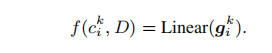 f(c_i^k, D) = Linear(g_i^k).